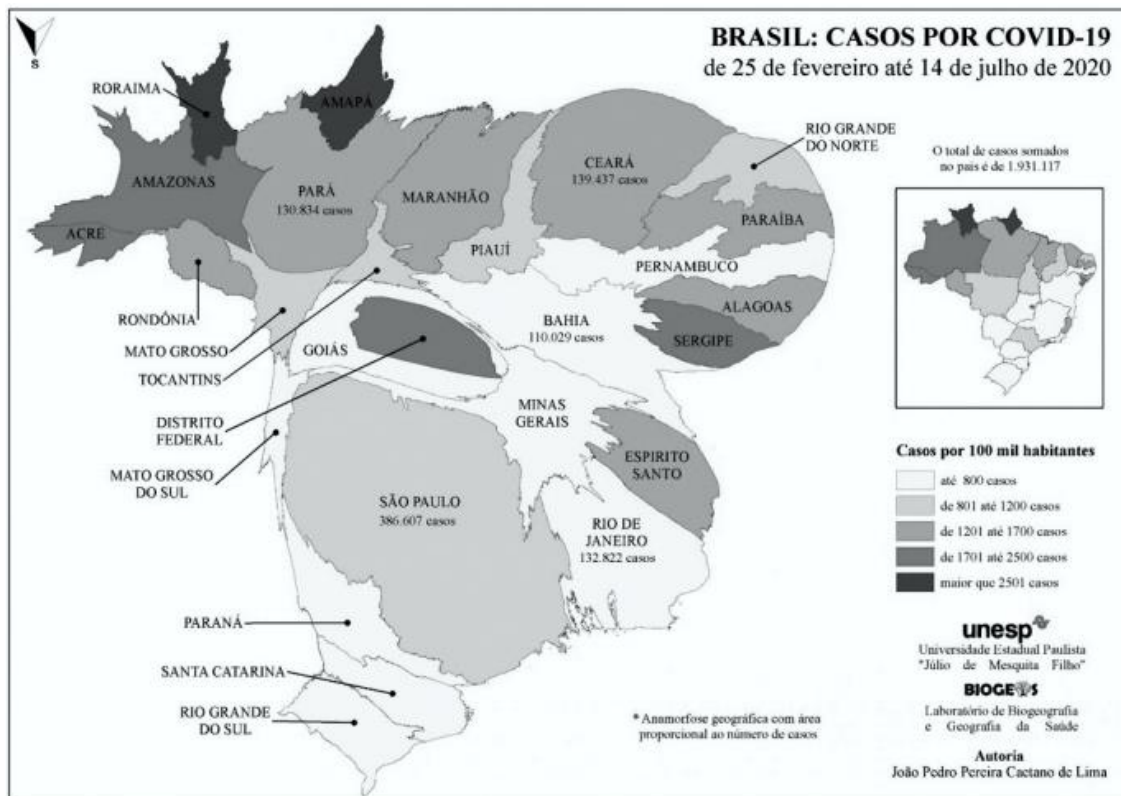 BRASIL: CASOS POR COVID-19
de 25 de fevereiro até 14 de julho de 2020
S
RORAIMA
AMAPÁ
RIO GRANDE
DO NORTE
CEARÁ
139.437 casos
AMAZONAS
PARÁ
130.834 casos
MARANHÃO
PARAÍBA
ACRE
PIAUÍ
PERNAMBUCO
RONDÔNIA
ALAGOAS
BAHIA
110.029 casos
SERGIPE
MATO GROSSO
GOIÁS
TOCANTINS
MINAS
GERAIS
DISTRITO
FEDERAL
ESPIRITO
SANTO
MATO GROSSO
DO SUL
SÃO PAULO
386.607 casos
RIO DE
JANEIRO
132.822 casos
PARANÁ
SANTA CATARINA
RIO GRANDE
DO SUL
* Anamorfose geográfica com área
proporcional ao número de casos
O total de casos somados
no país é de 1.931.117
Casos por 100 mil habitantes
até 800 casos
de 801 até 1200 casos
de 1201 até 1700 casos
de 1701 até 2500 casos
maior que 2501 casos
unesp
Universidade Estadual Paulista
"Júlio de Mesquita Filho"
BIOGEOS
Laboratório de Biogeografia
e Geografia da Saúde
Autoria
João Pedro Pereira Caetano de Lima